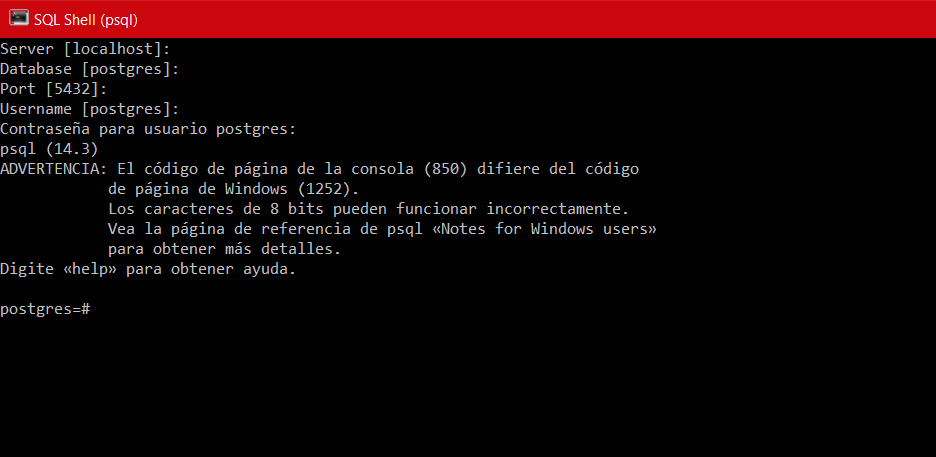 SQL Shell (psql)
Server [localhost]:
Database [postgres]:
Port [5432]:
Username [postgres]:
Contraseña para usuario postgres:
psql (14.3)
ADVERTENCIA: El código de página de la consola (850) difiere del código
de página de Windows (1252).
Los caracteres de 8 bits pueden funcionar incorrectamente.
Vea la página de referencia de psql «Notes for Windows users»
para obtener más detalles.
Digite «help» para obtener ayuda.
postgres=#